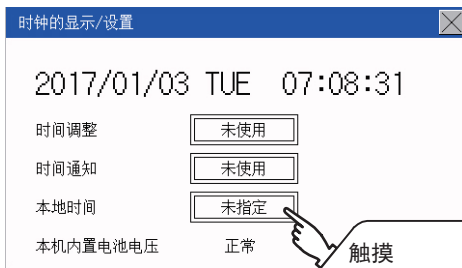 时钟的显示/设置
2017/01/03 TUE 07:08:31
时间调整 未使用
时间通知 未使用
本地时间 未指定
本机内置电池电压 正常
触摸